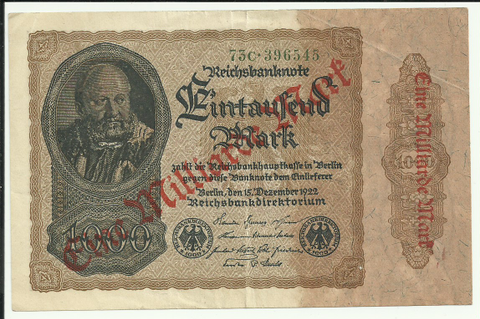 73C·396545
Reichsbanknote
Eintausend
Mark
zahlt die Reichsbankhauptkasse in Berlin
gegen diese Banknote dem Einlieferer
Berlin, den 15. Dezember 1922
Reichsbankdirektorium
1000
Eine Milliarde Mark
Eine Milliarde Mark